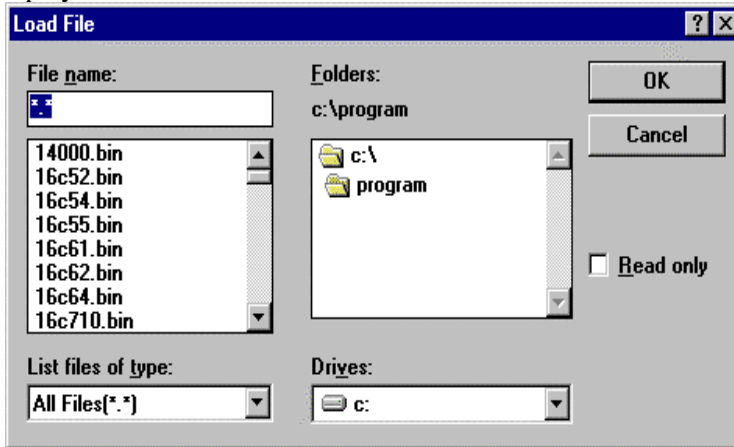 Load File
File name:
*.*
14000.bin
16c52.bin
16c54.bin
16c55.bin
16c61.bin
16c62.bin
16c64.bin
16c710.bin
List files of type:
All Files(*.*)
Folders:
c:\program
c:\
program
Drives:
c:
OK
Cancel
Read only